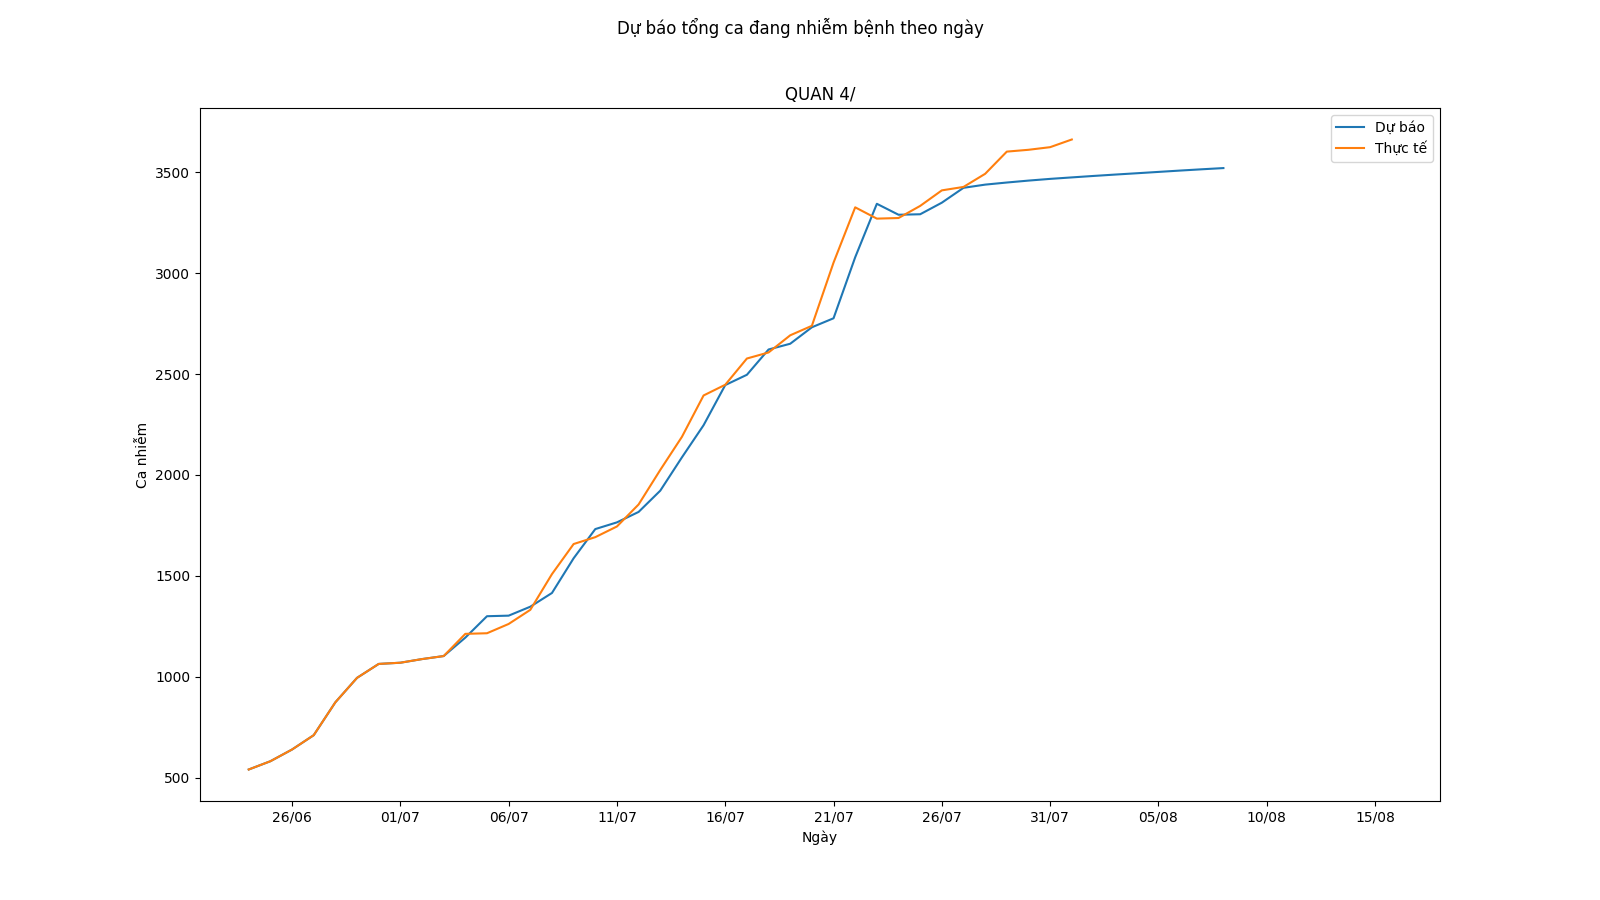 Dự báo tổng ca đang nhiễm bệnh theo ngày
QUAN 4/
Dự báo
Thực tế
Ca nhiễm
3500
3000
2500
2000
1500
1000
500
26/06 01/07 06/07 11/07 16/07 21/07 26/07 31/07 05/08 10/08 15/08
Ngày